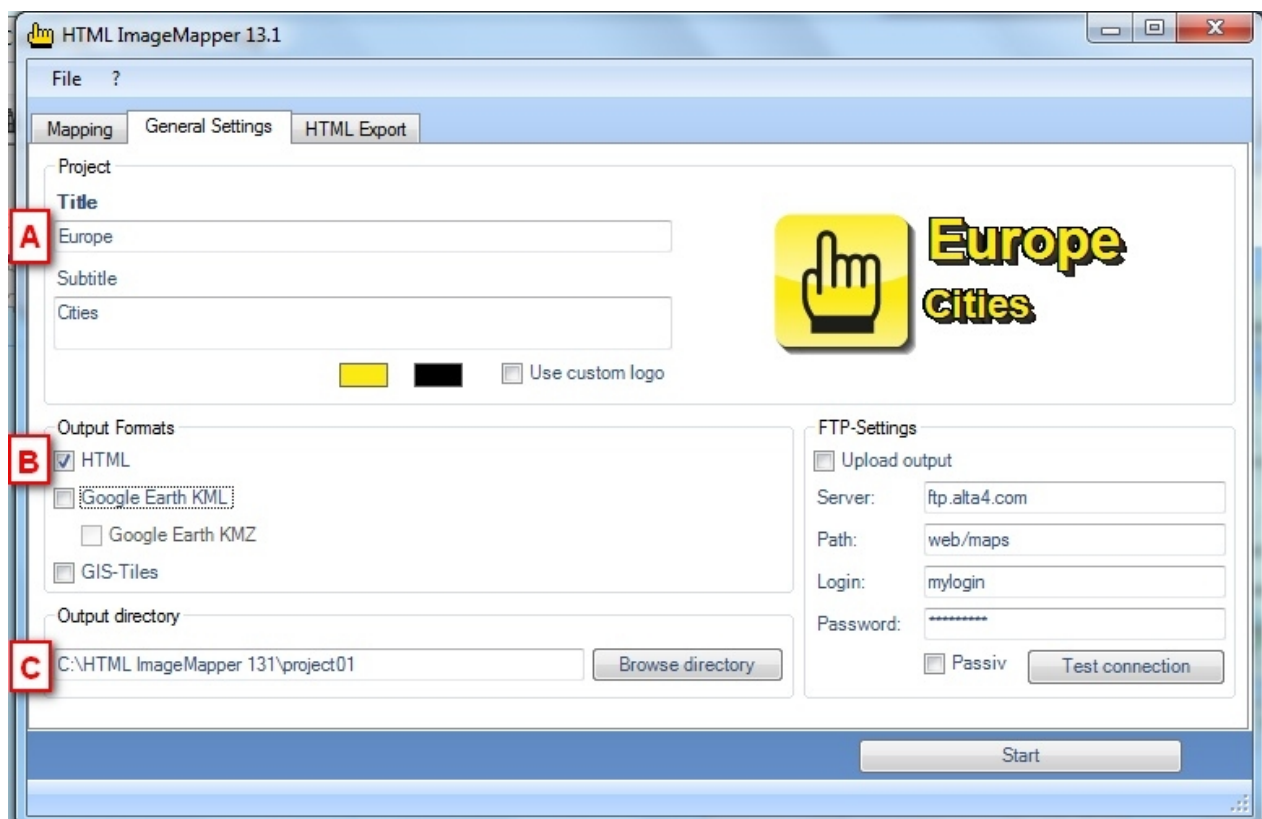 HTML ImageMapper 13.1
File ?
Mapping General Settings HTML Export
Project
Title
A
Europe
Subtitle
Cities
Use custom logo
Europe
Cities
Output Formats
B
HTML
Google Earth KML
Google Earth KMZ
GIS-Tiles
Output directory
C
C:\HTML ImageMapper 131\project01
Browse directory
FTP-Settings
Upload output
Server: ftp.alta4.com
Path: web/maps
Login: mylogin
Password: *********
Passiv
Test connection
Start